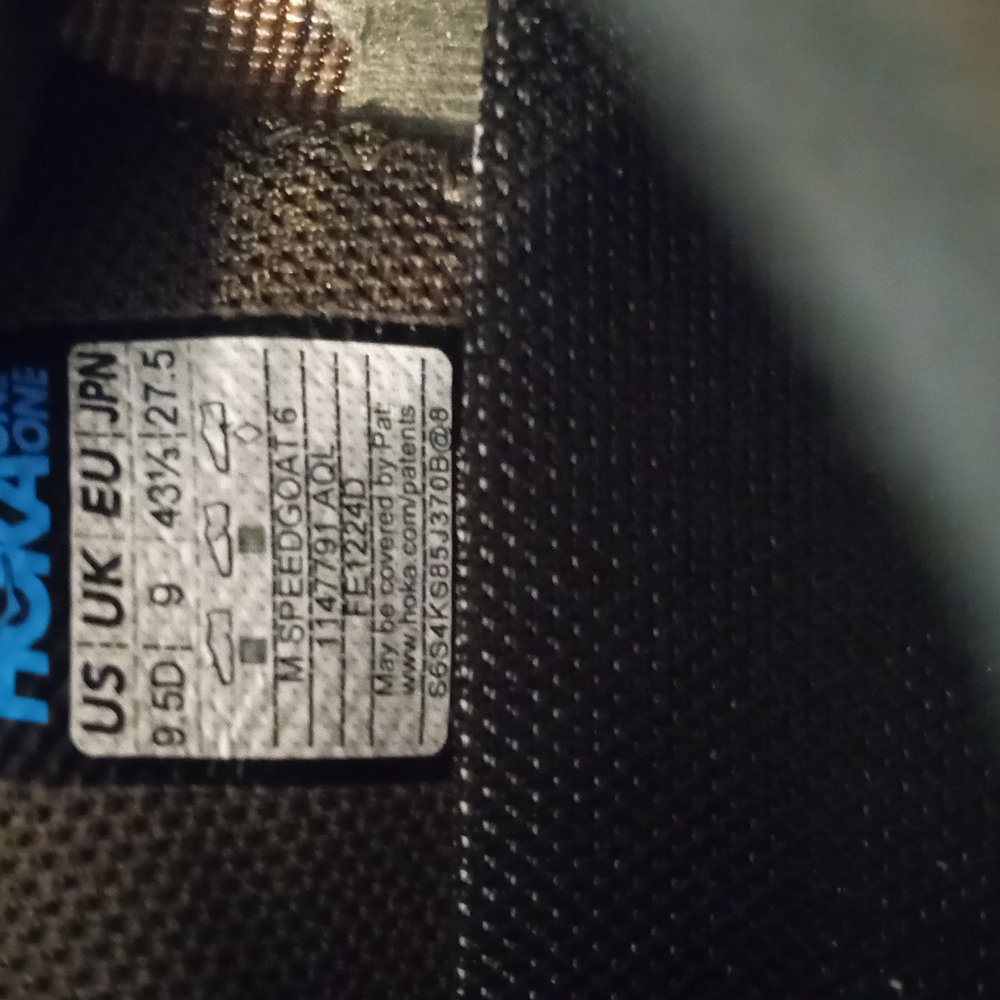 HOKA ONE ONE
US UK EU JPN
9.5D 9 43⅓ 27.5
M SPEEDGOAT 6
1147791 AQL
FE1224D
May be covered by Pat:
www.hoka.com/patents
S6S4KS85J370B@8